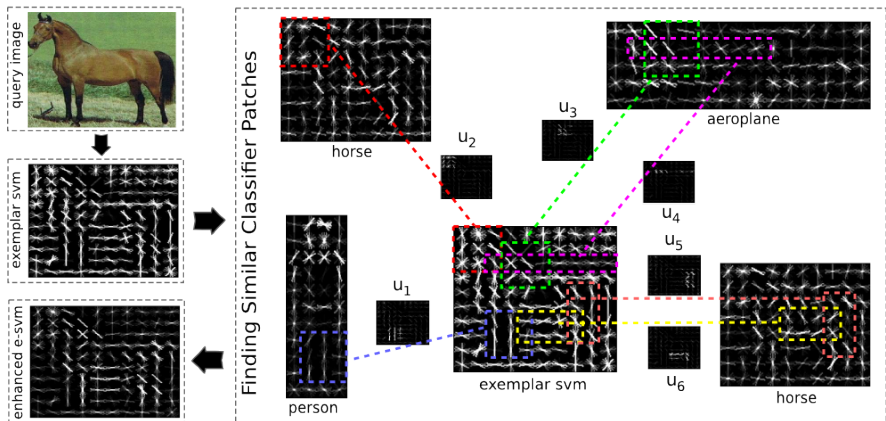 query image
exemplar svm
enhanced e-svm
Finding Similar Classifier Patches
horse
u2
u3
aeroplane
u4
u1
person
exemplar svm
u5
u6
horse